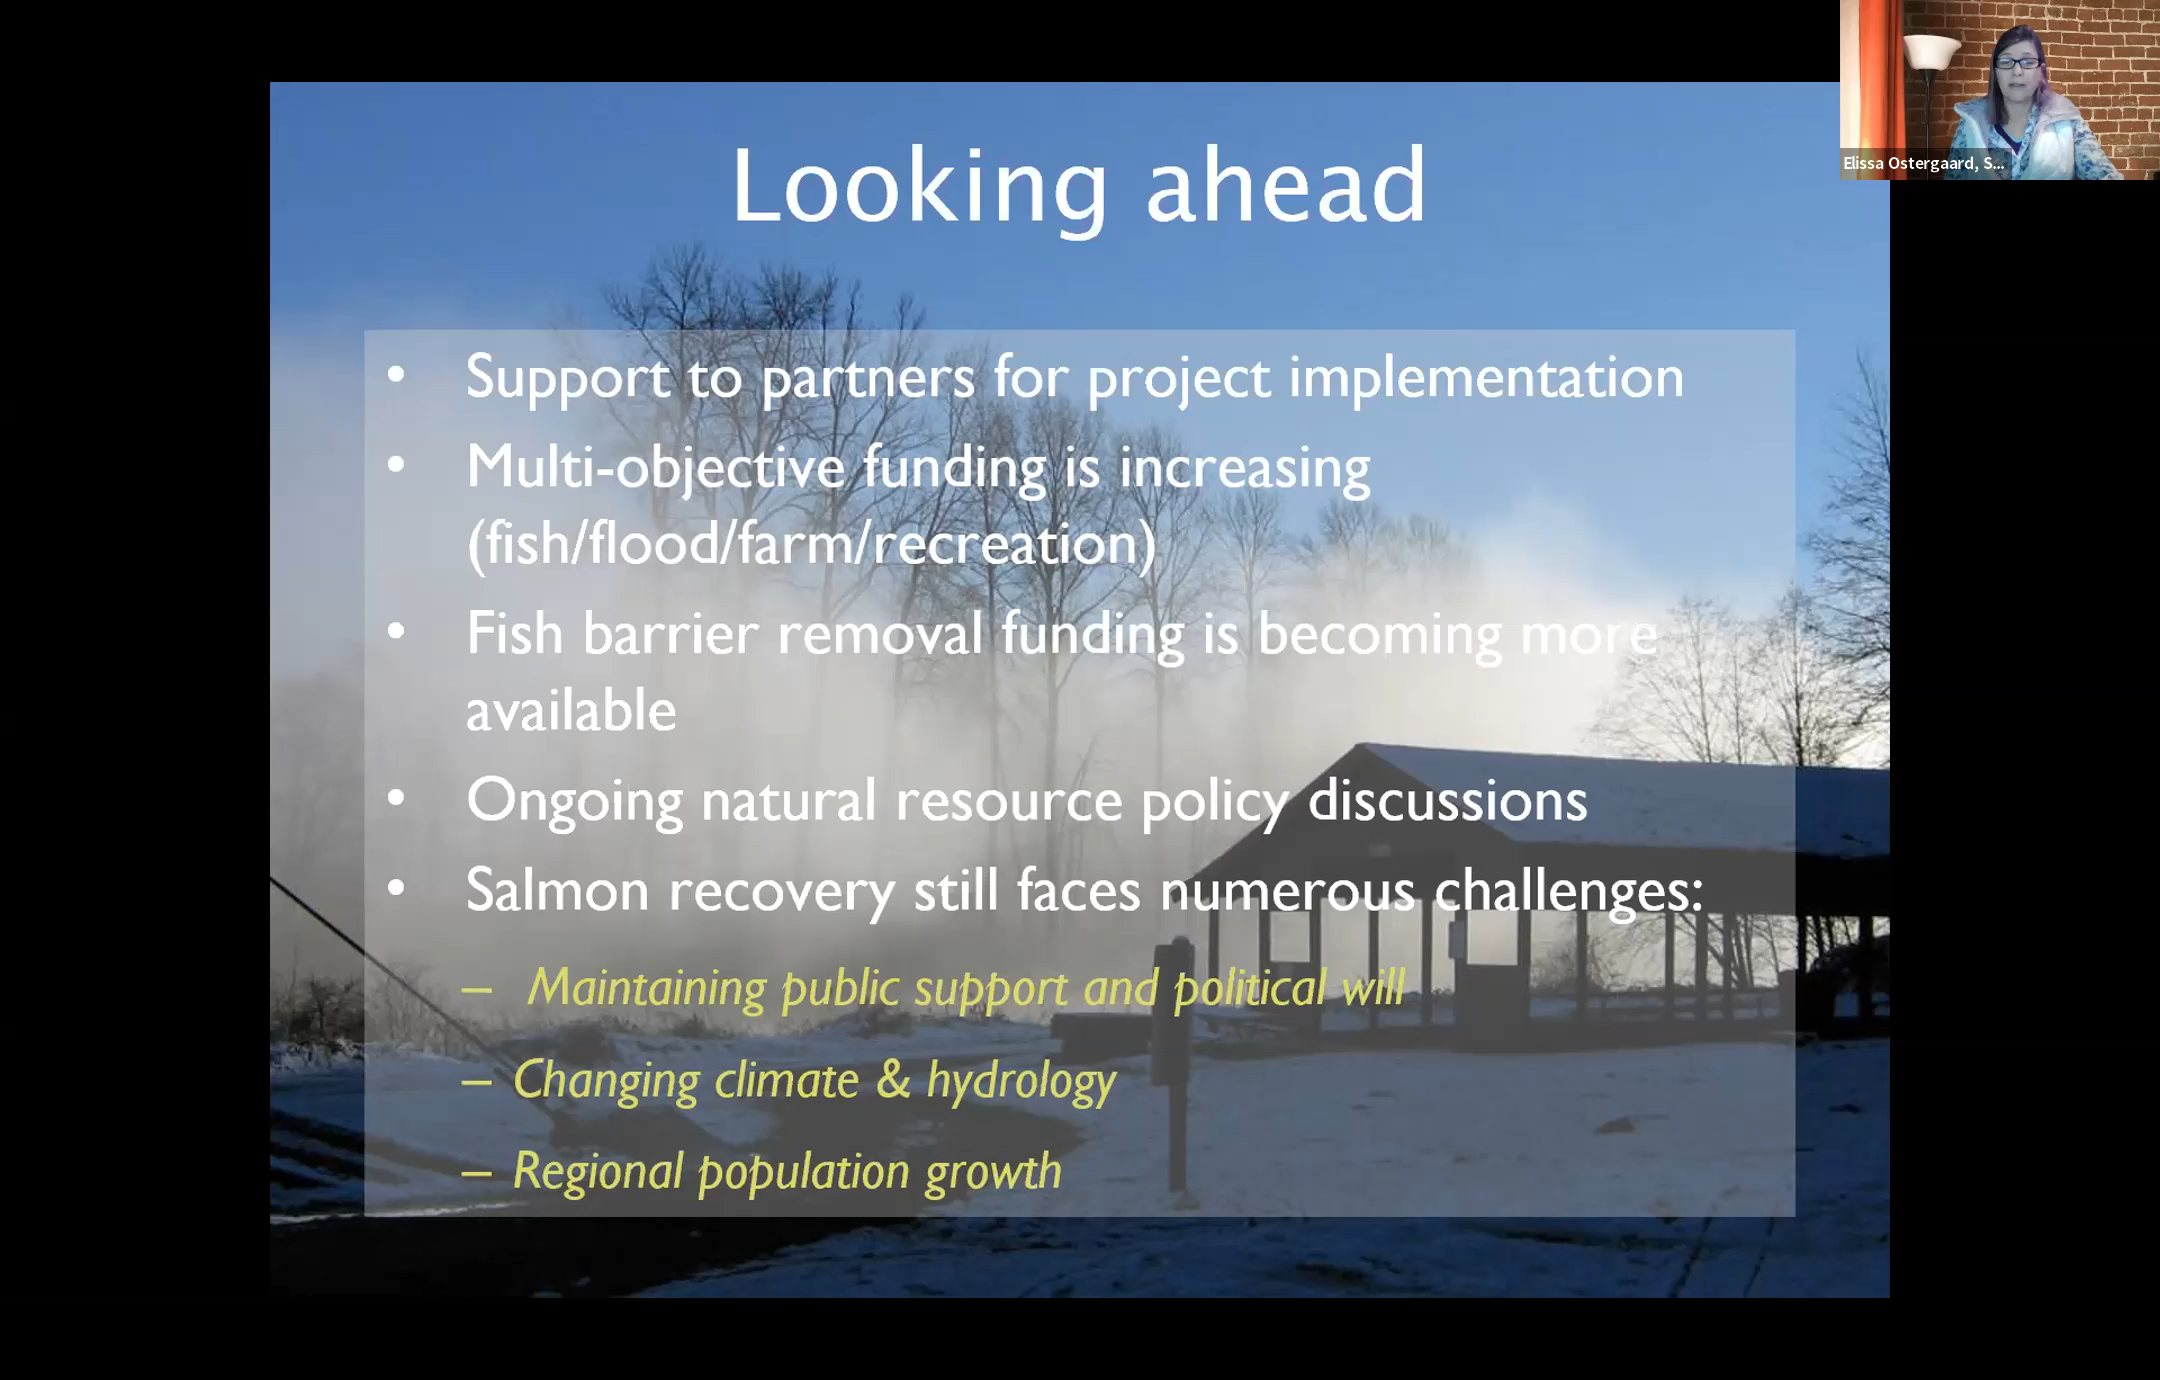 Looking ahead
• Support to partners for project implementation
• Multi-objective funding is increasing
(fish/flood/farm/recreation)
• Fish barrier removal funding is becoming more
available
• Ongoing natural resource policy discussions
• Salmon recovery still faces numerous challenges:
– Maintaining public support and political will
– Changing climate & hydrology
– Regional population growth
Elissa Ostergaard, S...